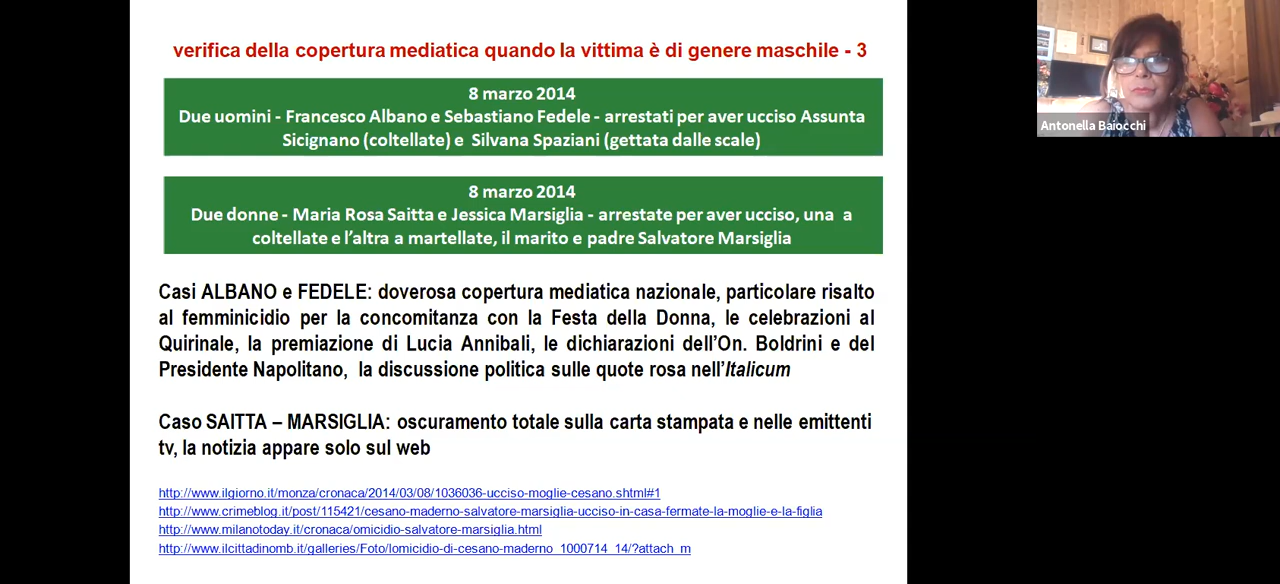 verifica della copertura mediatica quando la vittima è di genere maschile - 3
8 marzo 2014
Due uomini - Francesco Albano e Sebastiano Fedele - arrestati per aver ucciso Assunta
Sicignano (coltellate) e Silvana Spaziani (gettata dalle scale)
8 marzo 2014
Due donne - Maria Rosa Saitta e Jessica Marsiglia - arrestate per aver ucciso, una a
coltellate e l'altra a martellate, il marito e padre Salvatore Marsiglia
Casi ALBANO e FEDELE: doverosa copertura mediatica nazionale, particolare risalto
al femminicidio per la concomitanza con la Festa della Donna, le celebrazioni al
Quirinale, la premiazione di Lucia Annibali, le dichiarazioni dell'On. Boldrini e del
Presidente Napolitano, la discussione politica sulle quote rosa nell'Italicum
Caso SAITTA – MARSIGLIA: oscuramento totale sulla carta stampata e nelle emittenti
tv, la notizia appare solo sul web
http://www.ilgiorno.it/monza/cronaca/2014/03/08/1036036-ucciso-moglie-cesano.shtml#1
http://www.crimeblog.it/post/115421/cesano-maderno-salvatore-marsiglia-ucciso-in-casa-fermate-la-moglie-e-la-figlia
http://www.milanotoday.it/cronaca/omicidio-salvatore-marsiglia.html
http://www.ilcittadinomb.it/galleries/Foto/lomicidio-di-cesano-maderno_1000714_14/?attach_m
Antonella Baiocchi